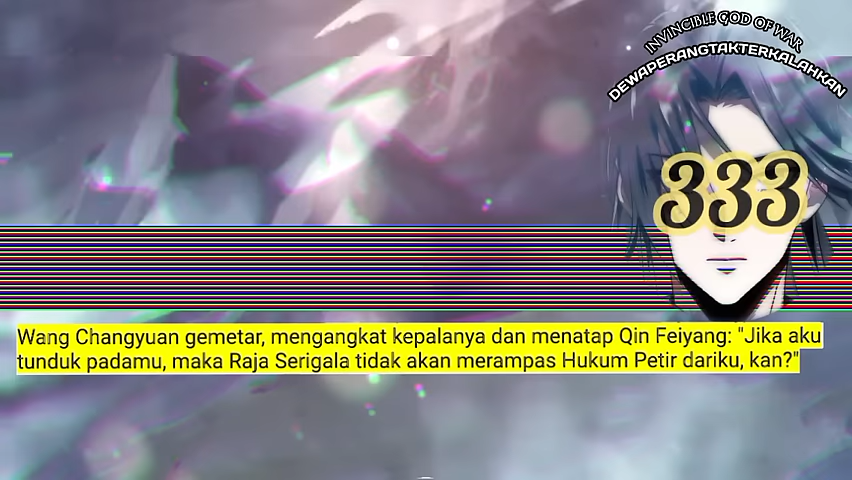 INVINCIBLE GOD OF WAR
DEWAPERANGTAKTERKALAHKAN
333
Wang Changyuan gemetar, mengangkat kepalanya dan menatap Qin Feiyang: "Jika aku
tunduk padamu, maka Raja Serigala tidak akan merampas Hukum Petir dariku, kan?"